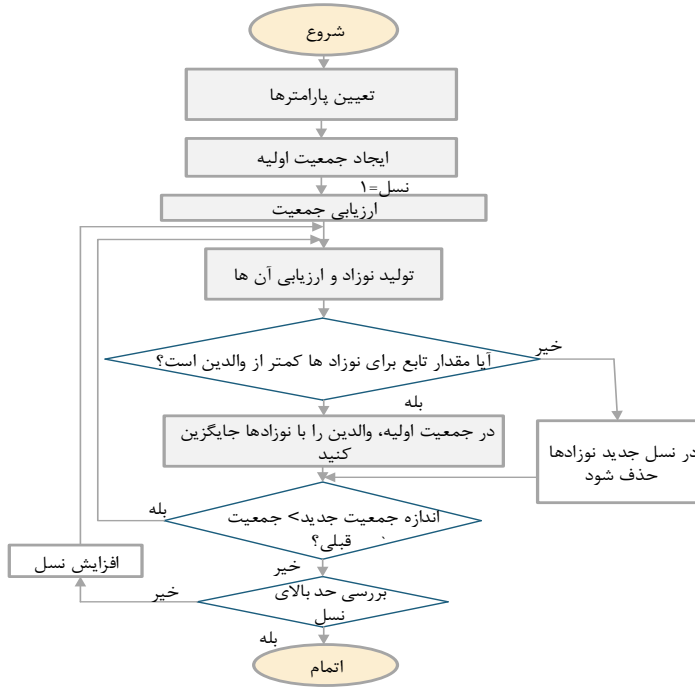 شروع
تعیین پارامترها
ایجاد جمعیت اولیه
نسل=۱
ارزیابی جمعیت
تولید نوزاد و ارزیابی آن ها
آیا مقدار تابع برای نوزاد ها کمتر از والدین است؟
خیر
بله
در جمعیت اولیه، والدین را با نوزادها جایگزین
کنید
در نسل جدید نوزادها
حذف شود
اندازه جمعیت جدید> جمعیت
قبلی؟
بله
خیر
افزایش نسل
بررسی حد بالای
نسل
خیر
بله
اتمام